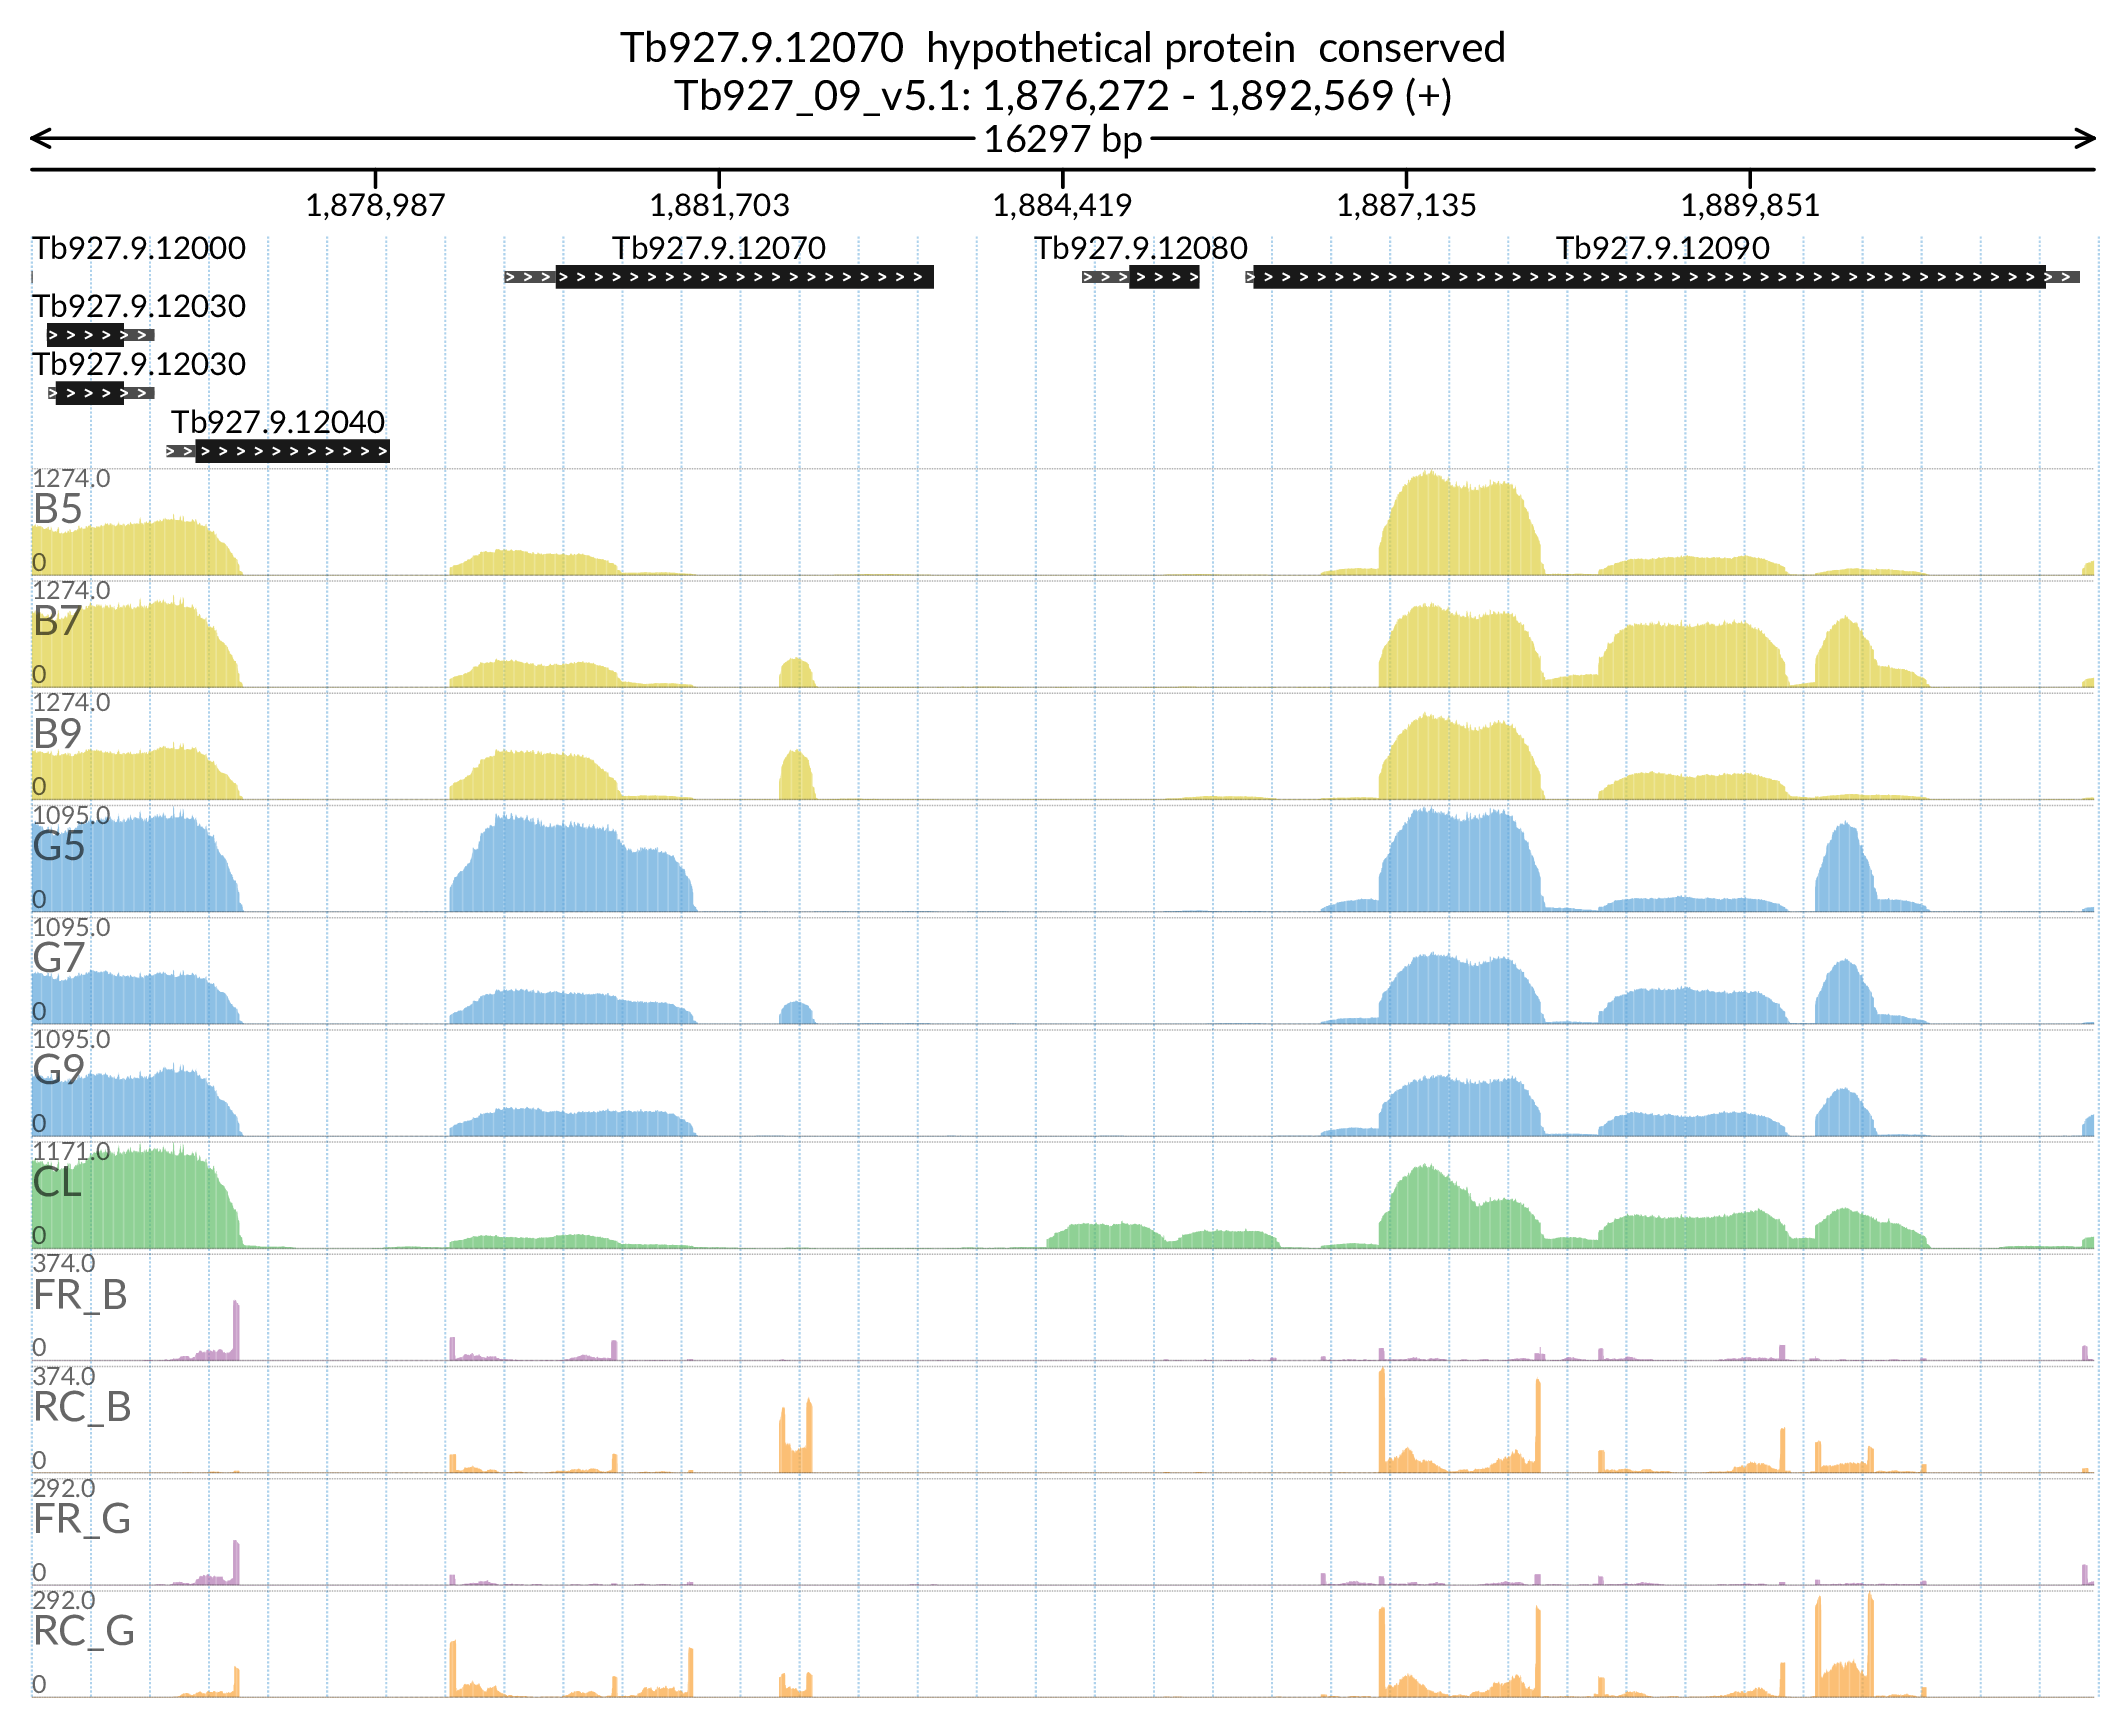 Tb927.9.12070  hypothetical protein  conserved
Tb927_09_v5.1: 1,876,272 - 1,892,569 (+)
16297 bp
1,878,987 1,881,703 1,884,419 1,887,135 1,889,851
Tb927.9.12000 Tb927.9.12070 Tb927.9.12080 Tb927.9.12090
Tb927.9.12030
Tb927.9.12030
Tb927.9.12040
1274.0
B5
0
1274.0
B7
0
1274.0
B9
0
1095.0
G5
0
1095.0
G7
0
1095.0
G9
0
1171.0
CL
0
374.0
FR_B
0
374.0
RC_B
0
292.0
FR_G
0
292.0
RC_G
0